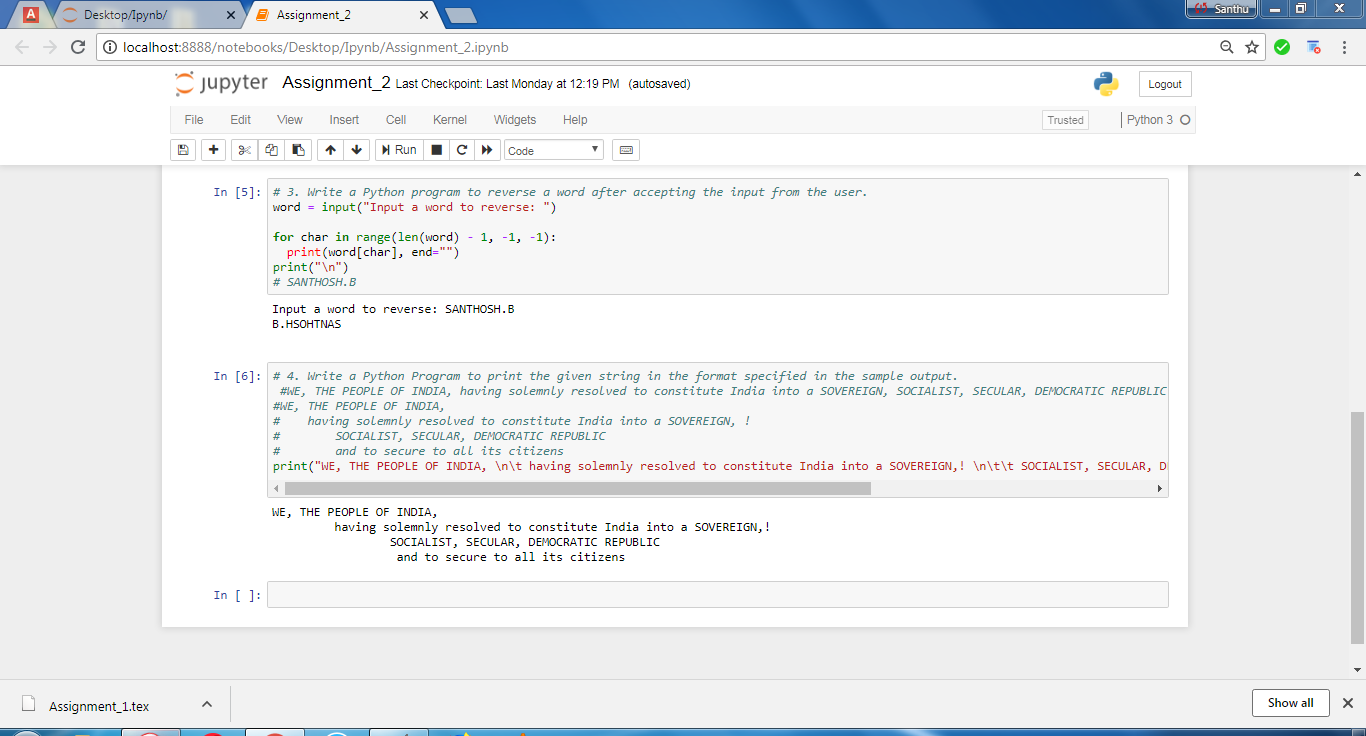 A
Desktop/Ipynb/
Assignment_2
Santhu
localhost:8888/notebooks/Desktop/Ipynb/Assignment_2.ipynb
jupyter Assignment_2 Last Checkpoint: Last Monday at 12:19 PM (autosaved)
Logout
File Edit View Insert Cell Kernel Widgets Help
Trusted
Python 3
Run
Code
In [5]:
# 3. Write a Python program to reverse a word after accepting the input from the user.
word = input("Input a word to reverse: ")
for char in range(len(word) - 1, -1, -1):
  print(word[char], end="")
print("\n")
# SANTHOSH.B
Input a word to reverse: SANTHOSH.B
B.HSOHTNAS
In [6]:
# 4. Write a Python Program to print the given string in the format specified in the sample output.
 #WE, THE PEOPLE OF INDIA, having solemnly resolved to constitute India into a SOVEREIGN, SOCIALIST, SECULAR, DEMOCRATIC REPUBLIC
#WE, THE PEOPLE OF INDIA,
#    having solemnly resolved to constitute India into a SOVEREIGN, !
#        SOCIALIST, SECULAR, DEMOCRATIC REPUBLIC
#        and to secure to all its citizens
print("WE, THE PEOPLE OF INDIA, \n\t having solemnly resolved to constitute India into a SOVEREIGN,! \n\t\t SOCIALIST, SECULAR, D
WE, THE PEOPLE OF INDIA,
         having solemnly resolved to constitute India into a SOVEREIGN,!
                 SOCIALIST, SECULAR, DEMOCRATIC REPUBLIC
                  and to secure to all its citizens
In [ ]:
Assignment_1.tex
Show all